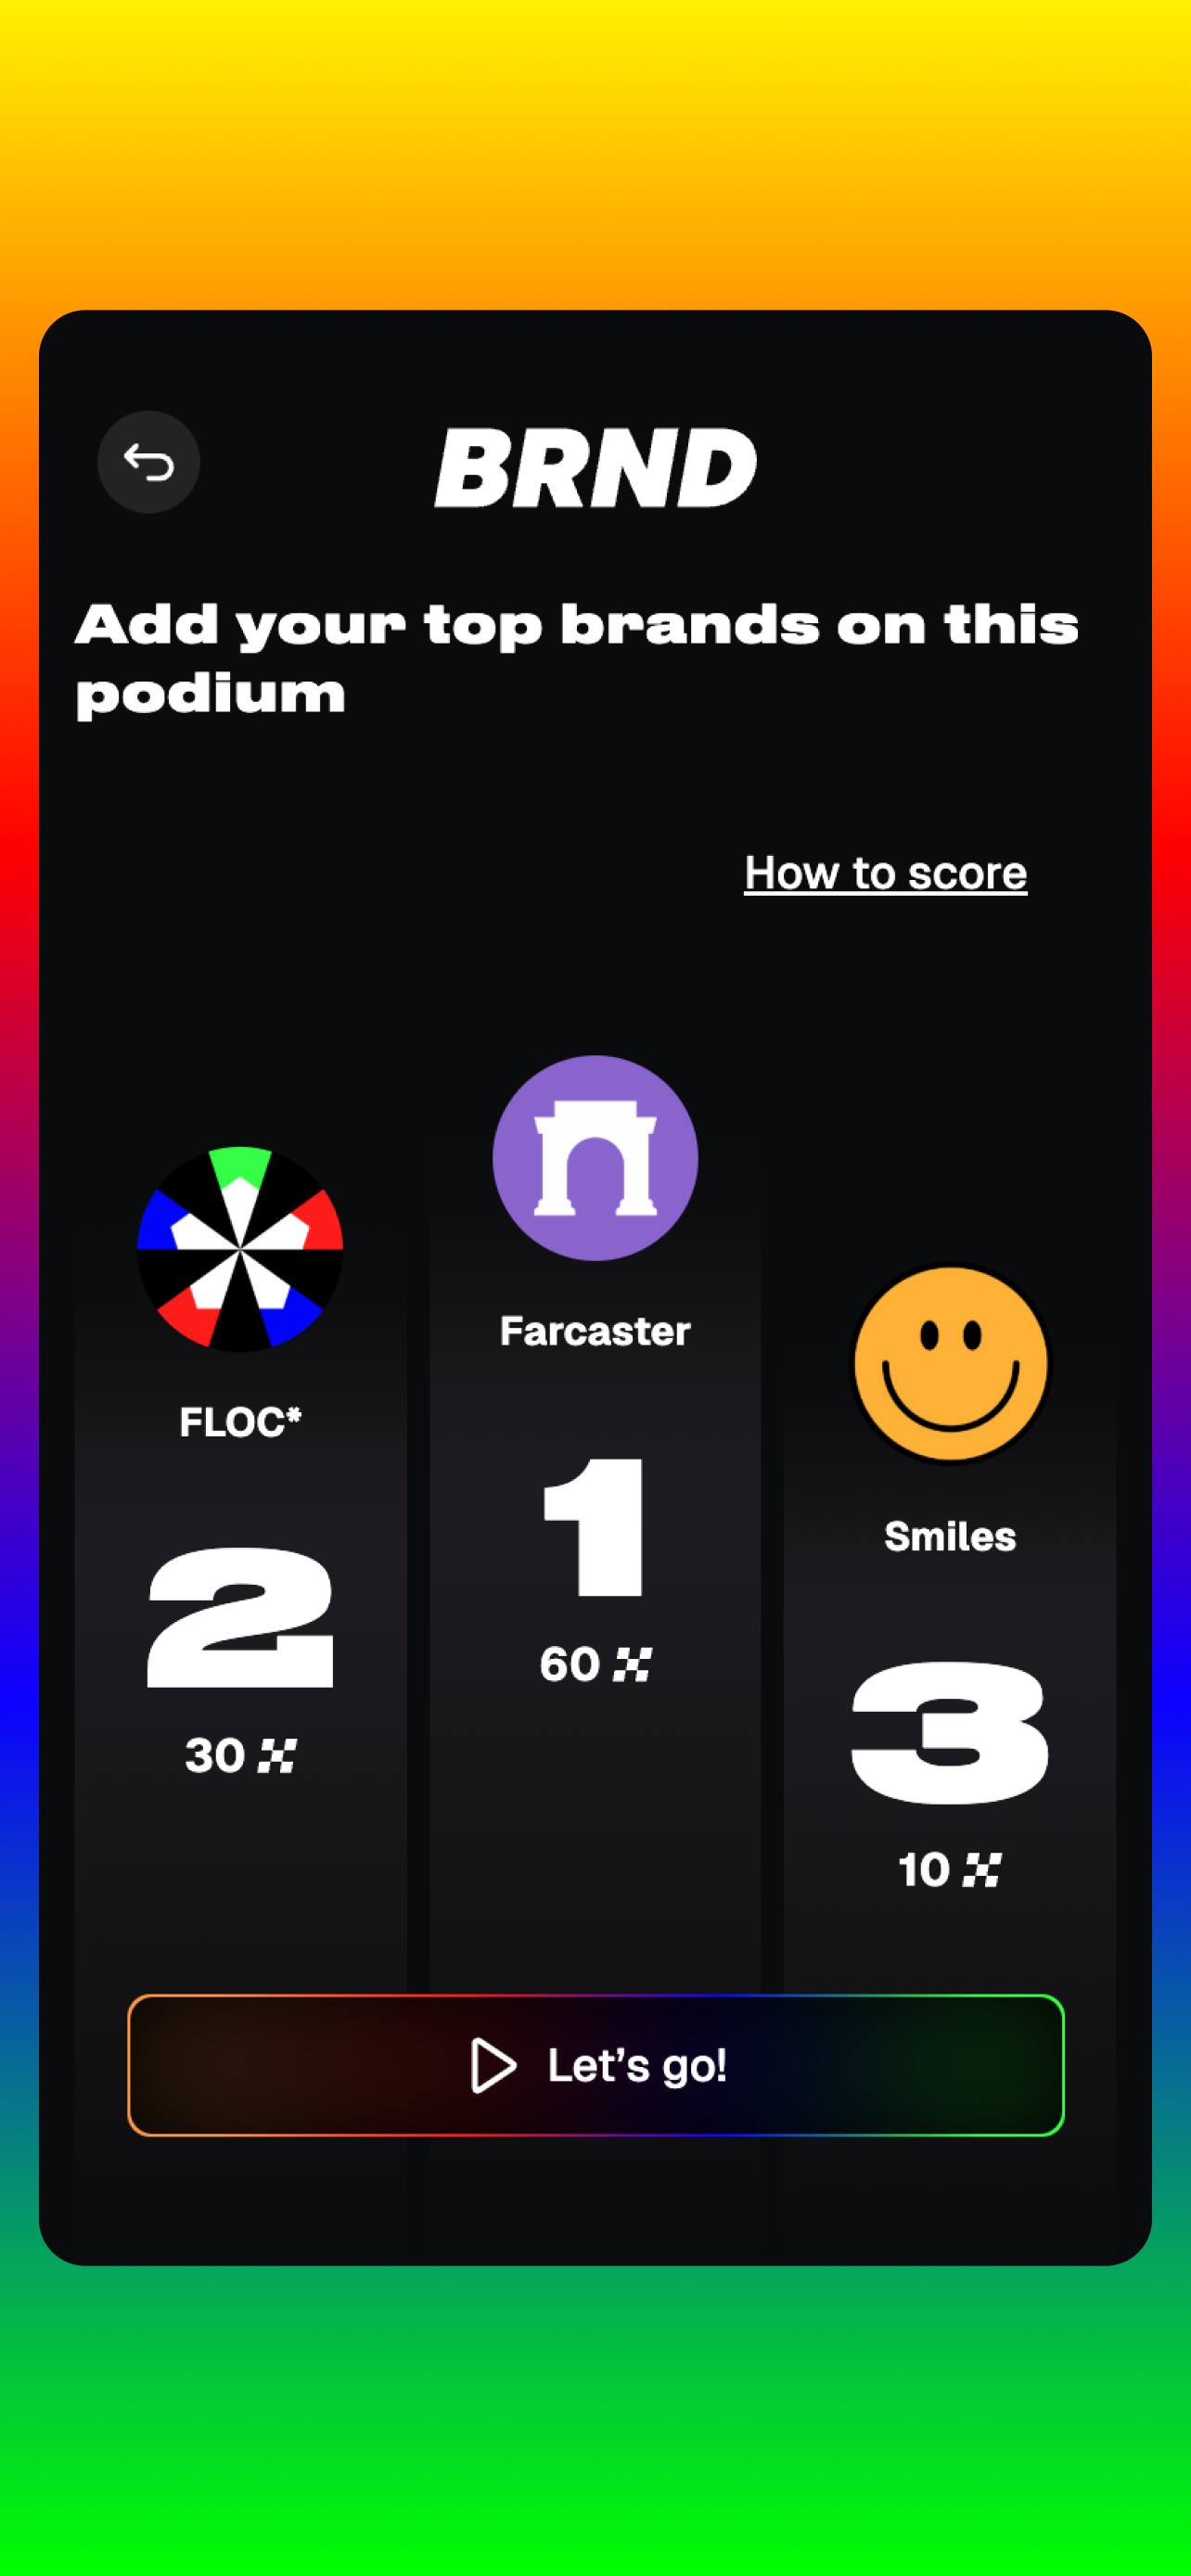 BRND
Add your top brands on this
podium
How to score
FLOC*
2
30
Farcaster
1
60
Smiles
3
10
Let’s go!